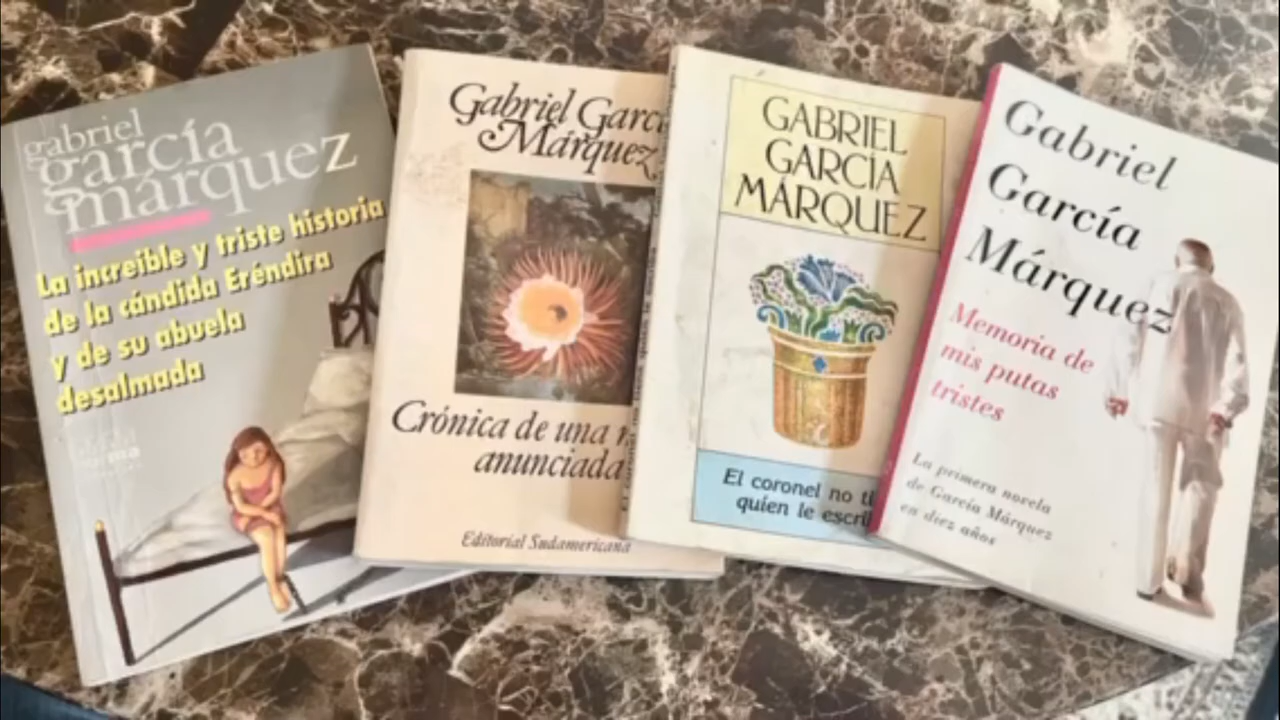 gabriel
garcía
márquez
La increíble y triste historia
de la cándida Eréndira
y de su abuela
desalmada
Gabriel Garc
Márquez
Crónica de una
anunciada
Editorial Sudamericana
GABRIEL
GARCÍA
MÁRQUEZ
El coronel no
quien le escri
Gabriel
García
Márquez
Memoria de
mis putas
tristes
La primera novela
de García Márquez
en diez años